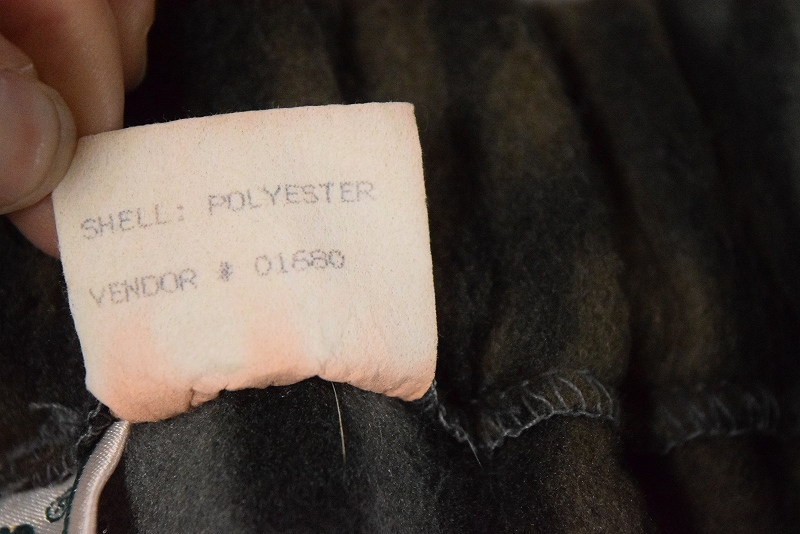 SHELL: POLYESTER
VENDOR # 01680